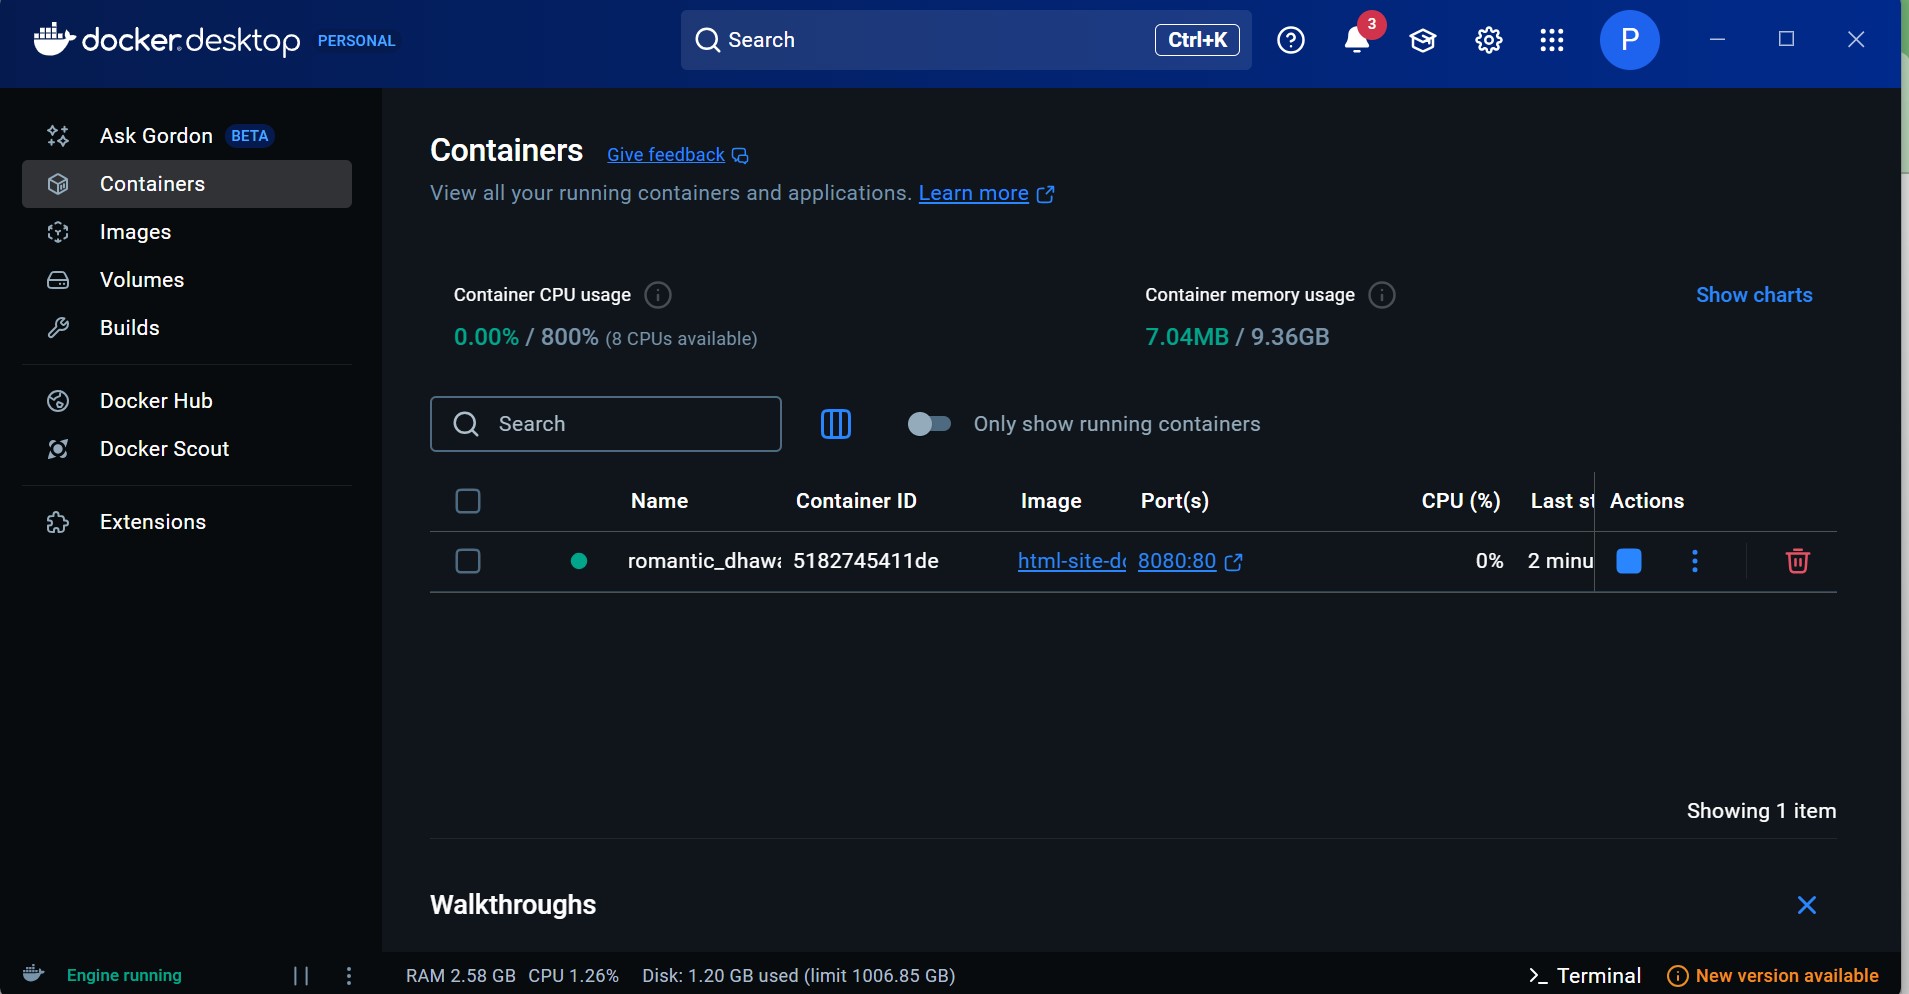 docker desktop PERSONAL
Search Ctrl+K
3
P
Ask Gordon BETA
Containers
Images
Volumes
Builds
Docker Hub
Docker Scout
Extensions
Containers Give feedback
View all your running containers and applications. Learn more
Container CPU usage
0.00% / 800% (8 CPUs available)
Container memory usage
7.04MB / 9.36GB
Show charts
Search
Only show running containers
Name Container ID Image Port(s) CPU (%) Last st Actions
romantic_dhawa 5182745411de html-site-do 8080:80 0% 2 minu
Showing 1 item
Walkthroughs
Engine running
RAM 2.58 GB CPU 1.26% Disk: 1.20 GB used (limit 1006.85 GB)
>_ Terminal
New version available